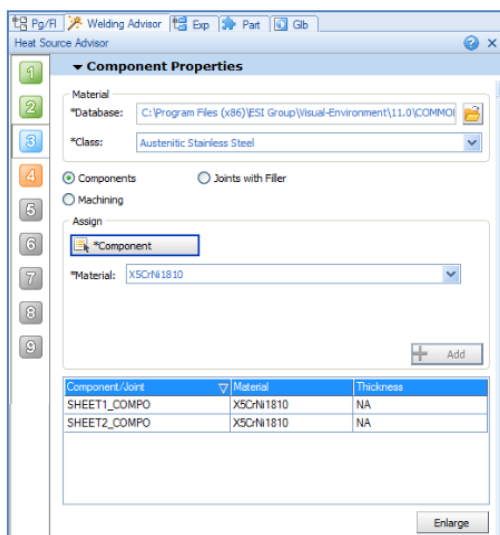 Pg/Fl Welding Advisor Exp Part Glb
Heat Source Advisor
Component Properties
Material
*Database: C:\Program Files (x86)\ESI Group\Visual-Environment\11.0\COMMO
*Class: Austenitic Stainless Steel
Components Joints with Filler
Machining
Assign
*Component
*Material: X5CrNi1810
Add
Component/Joint Material Thickness
SHEET1_COMPO X5CrNi1810 NA
SHEET2_COMPO X5CrNi1810 NA
Enlarge
1
2
3
4
5
6
7
8
9